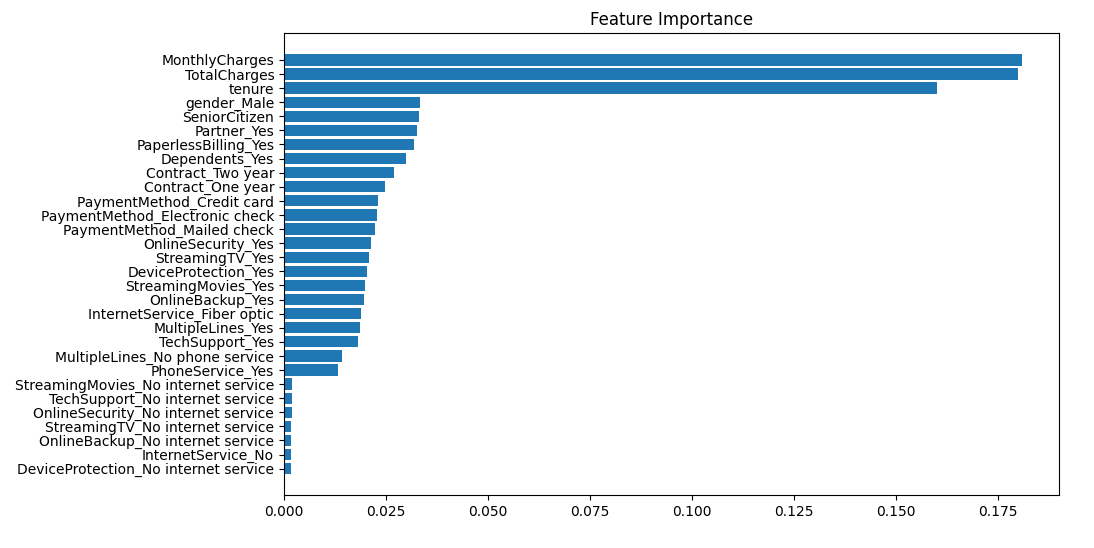 Feature Importance
MonthlyCharges
TotalCharges
tenure
gender_Male
SeniorCitizen
Partner_Yes
PaperlessBilling_Yes
Dependents_Yes
Contract_Two year
Contract_One year
PaymentMethod_Credit card
PaymentMethod_Electronic check
PaymentMethod_Mailed check
OnlineSecurity_Yes
StreamingTV_Yes
DeviceProtection_Yes
StreamingMovies_Yes
OnlineBackup_Yes
InternetService_Fiber optic
MultipleLines_Yes
TechSupport_Yes
MultipleLines_No phone service
PhoneService_Yes
StreamingMovies_No internet service
TechSupport_No internet service
OnlineSecurity_No internet service
StreamingTV_No internet service
OnlineBackup_No internet service
InternetService_No
DeviceProtection_No internet service
0.000 0.025 0.050 0.075 0.100 0.125 0.150 0.175